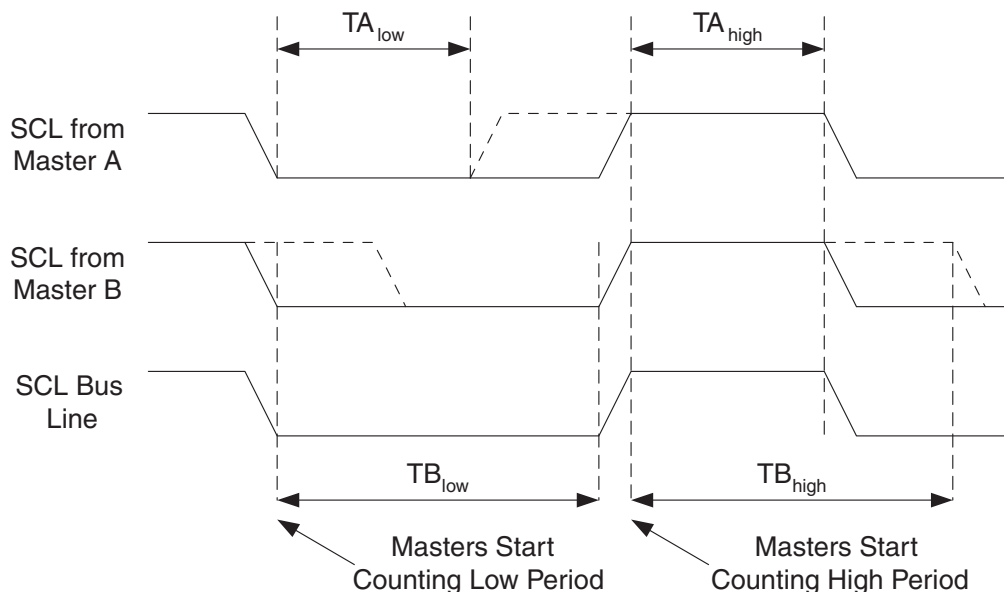 TA low
TA high
SCL from
Master A
SCL from
Master B
SCL Bus
Line
TB low
TB high
Masters Start
Counting Low Period
Masters Start
Counting High Period